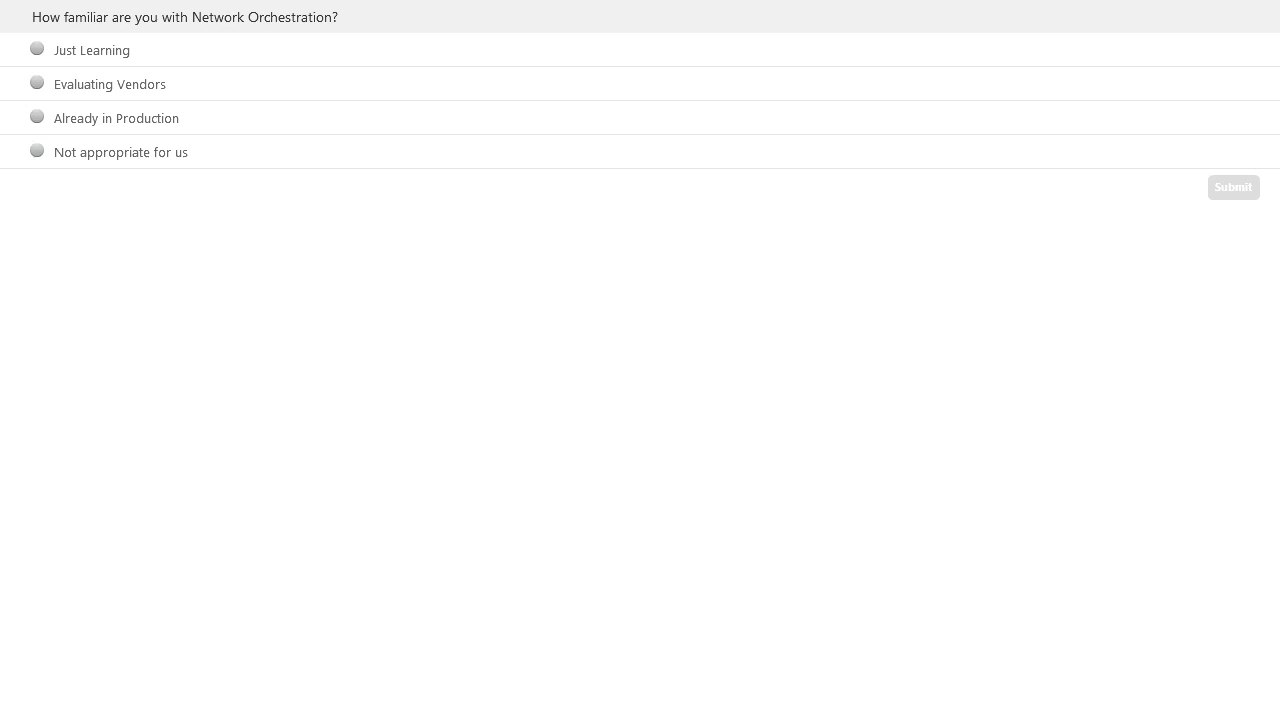 How familiar are you with Network Orchestration?
Just Learning
Evaluating Vendors
Already in Production
Not appropriate for us
Submit